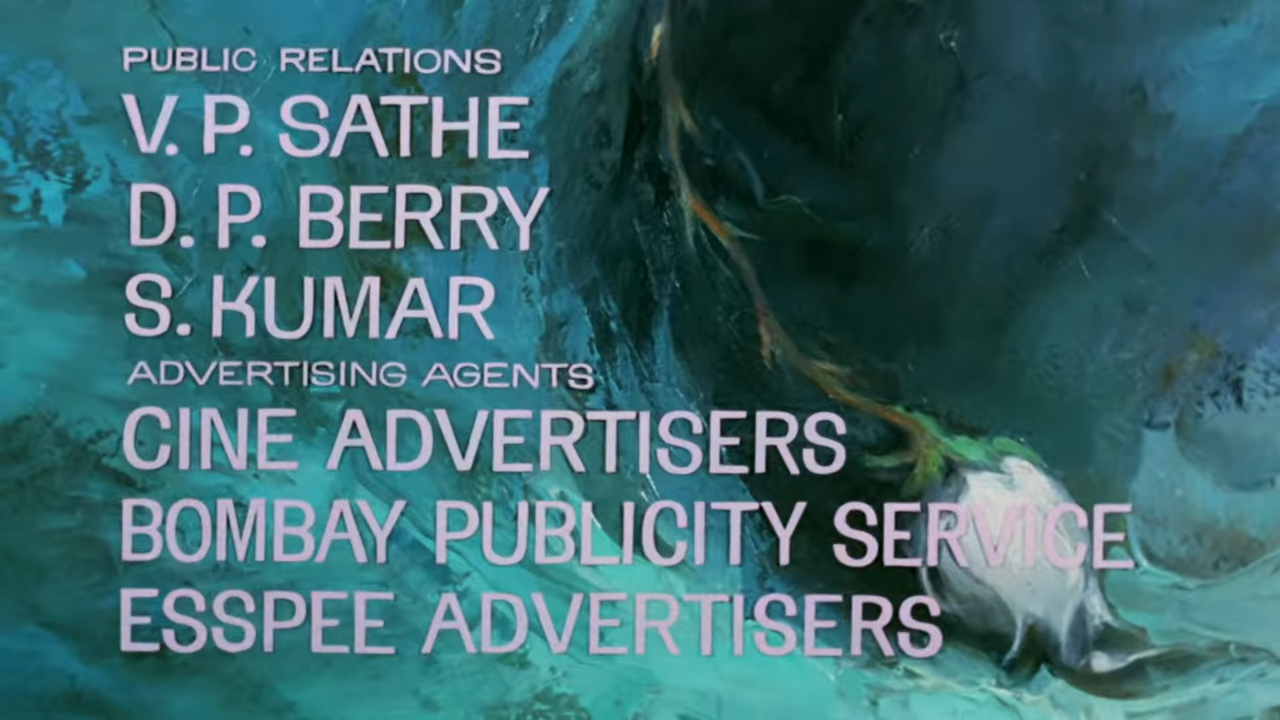 PUBLIC RELATIONS
V. P. SATHE
D. P. BERRY
S. KUMAR
ADVERTISING AGENTS
CINE ADVERTISERS
BOMBAY PUBLICITY SERVICE
ESSPEE ADVERTISERS